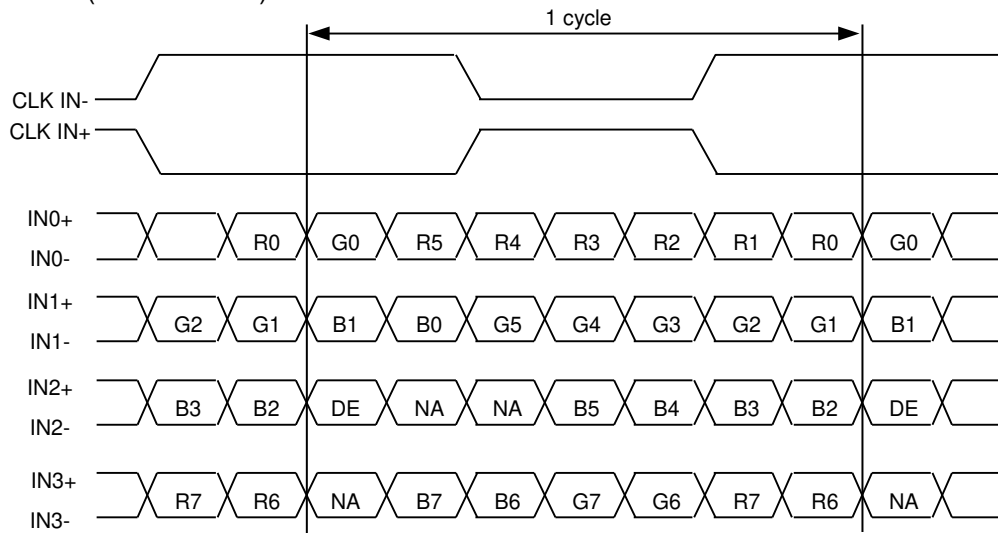 1 cycle
CLK IN-
CLK IN+
IN0+
R0 G0 R5 R4 R3 R2 R1 R0 G0
IN0-
IN1+
G2 G1 B1 B0 G5 G4 G3 G2 G1 B1
IN1-
IN2+
B3 B2 DE NA NA B5 B4 B3 B2 DE
IN2-
IN3+
R7 R6 NA B7 B6 G7 G6 R7 R6 NA
IN3-